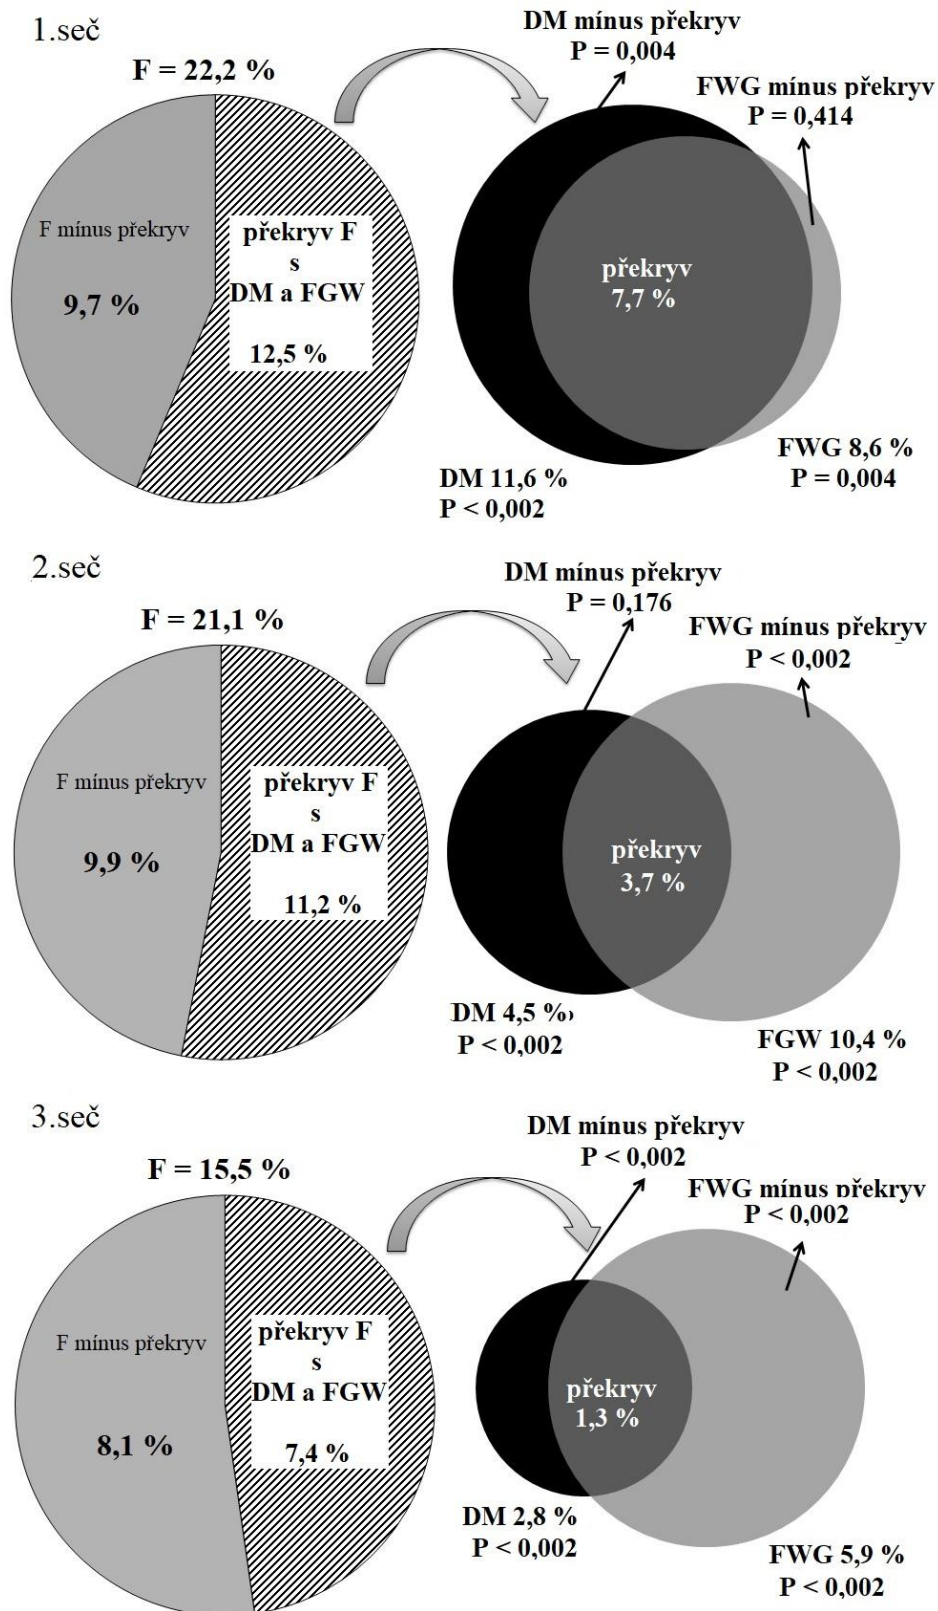 1.seč
F = 22,2 %
F mínus překryv
9,7 %
překryv F
s
DM a FGW
12,5 %
DM mínus překryv
P = 0,004
FWG mínus překryv
P = 0,414
překryv
7,7 %
DM 11,6 %
P < 0,002
FWG 8,6 %
P = 0,004
2.seč
F = 21,1 %
F mínus překryv
9,9 %
překryv F
s
DM a FGW
11,2 %
DM mínus překryv
P = 0,176
FWG mínus překryv
P < 0,002
překryv
3,7 %
DM 4,5 %
P < 0,002
FGW 10,4 %
P < 0,002
3.seč
F = 15,5 %
F mínus překryv
8,1 %
překryv F
s
DM a FGW
7,4 %
DM mínus překryv
P < 0,002
FWG mínus překryv
P < 0,002
překryv
1,3 %
DM 2,8 %
P < 0,002
FWG 5,9 %
P < 0,002